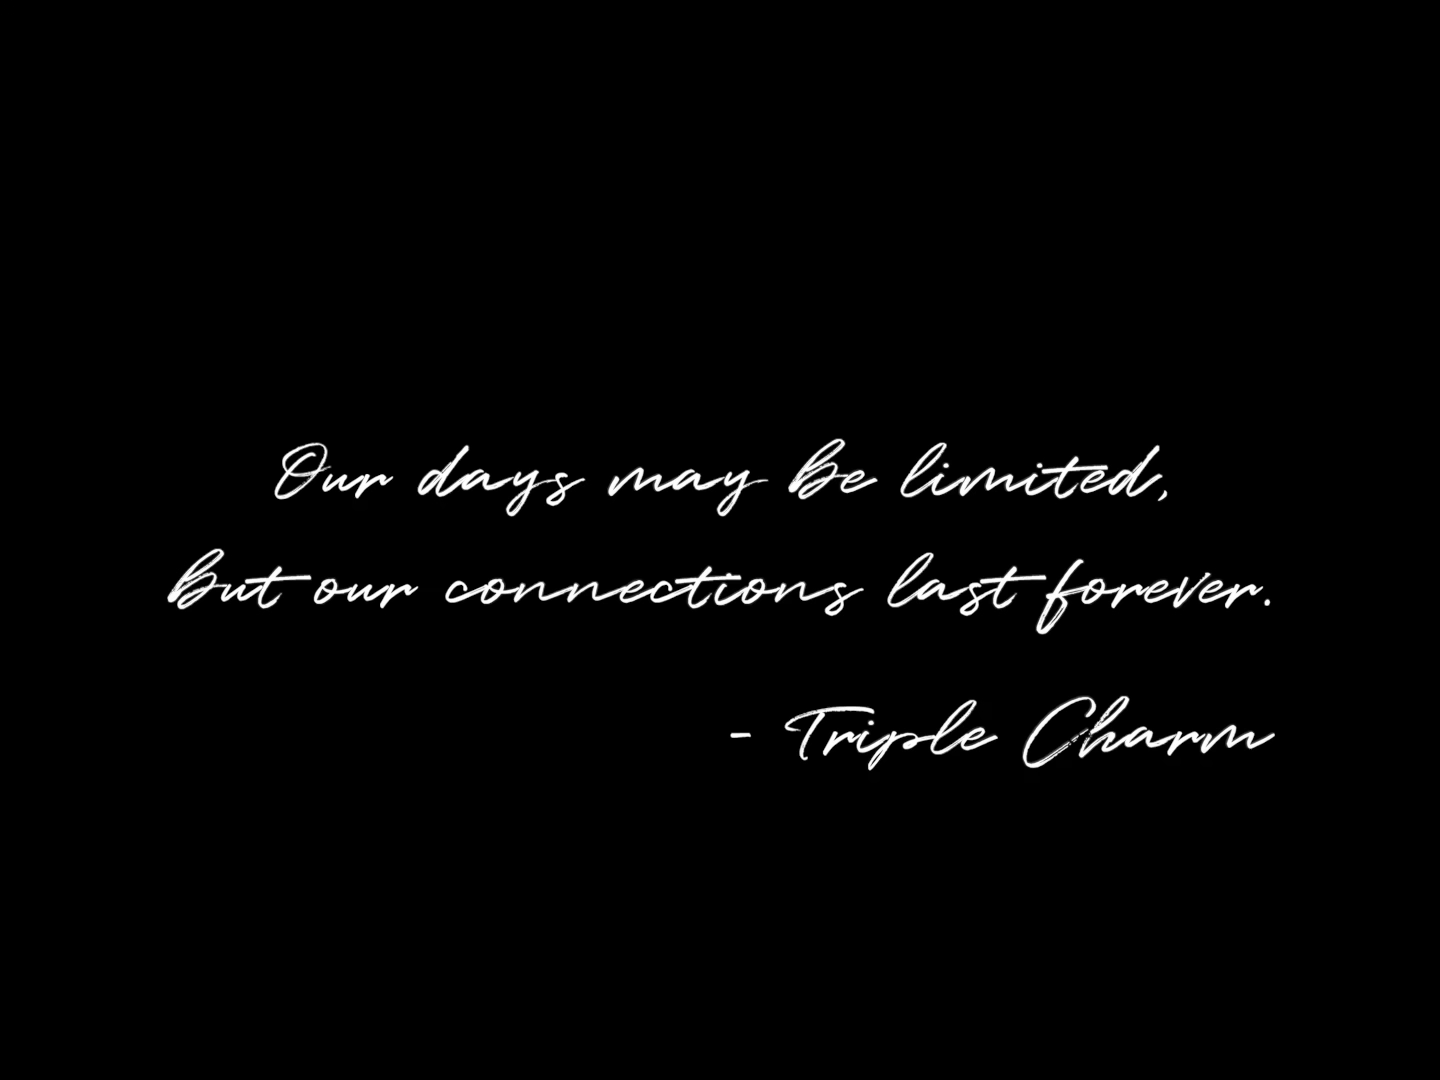 Our days may be limited,
but our connections last forever.
- Triple Charm